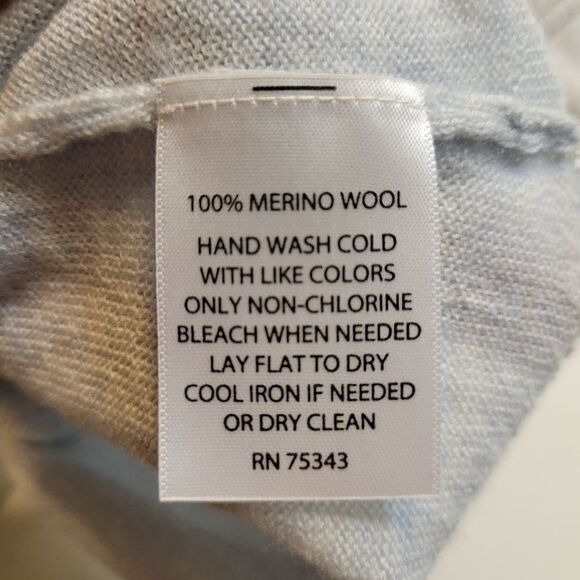 100% MERINO WOOL
HAND WASH COLD
WITH LIKE COLORS
ONLY NON-CHLORINE
BLEACH WHEN NEEDED
LAY FLAT TO DRY
COOL IRON IF NEEDED
OR DRY CLEAN
RN 75343